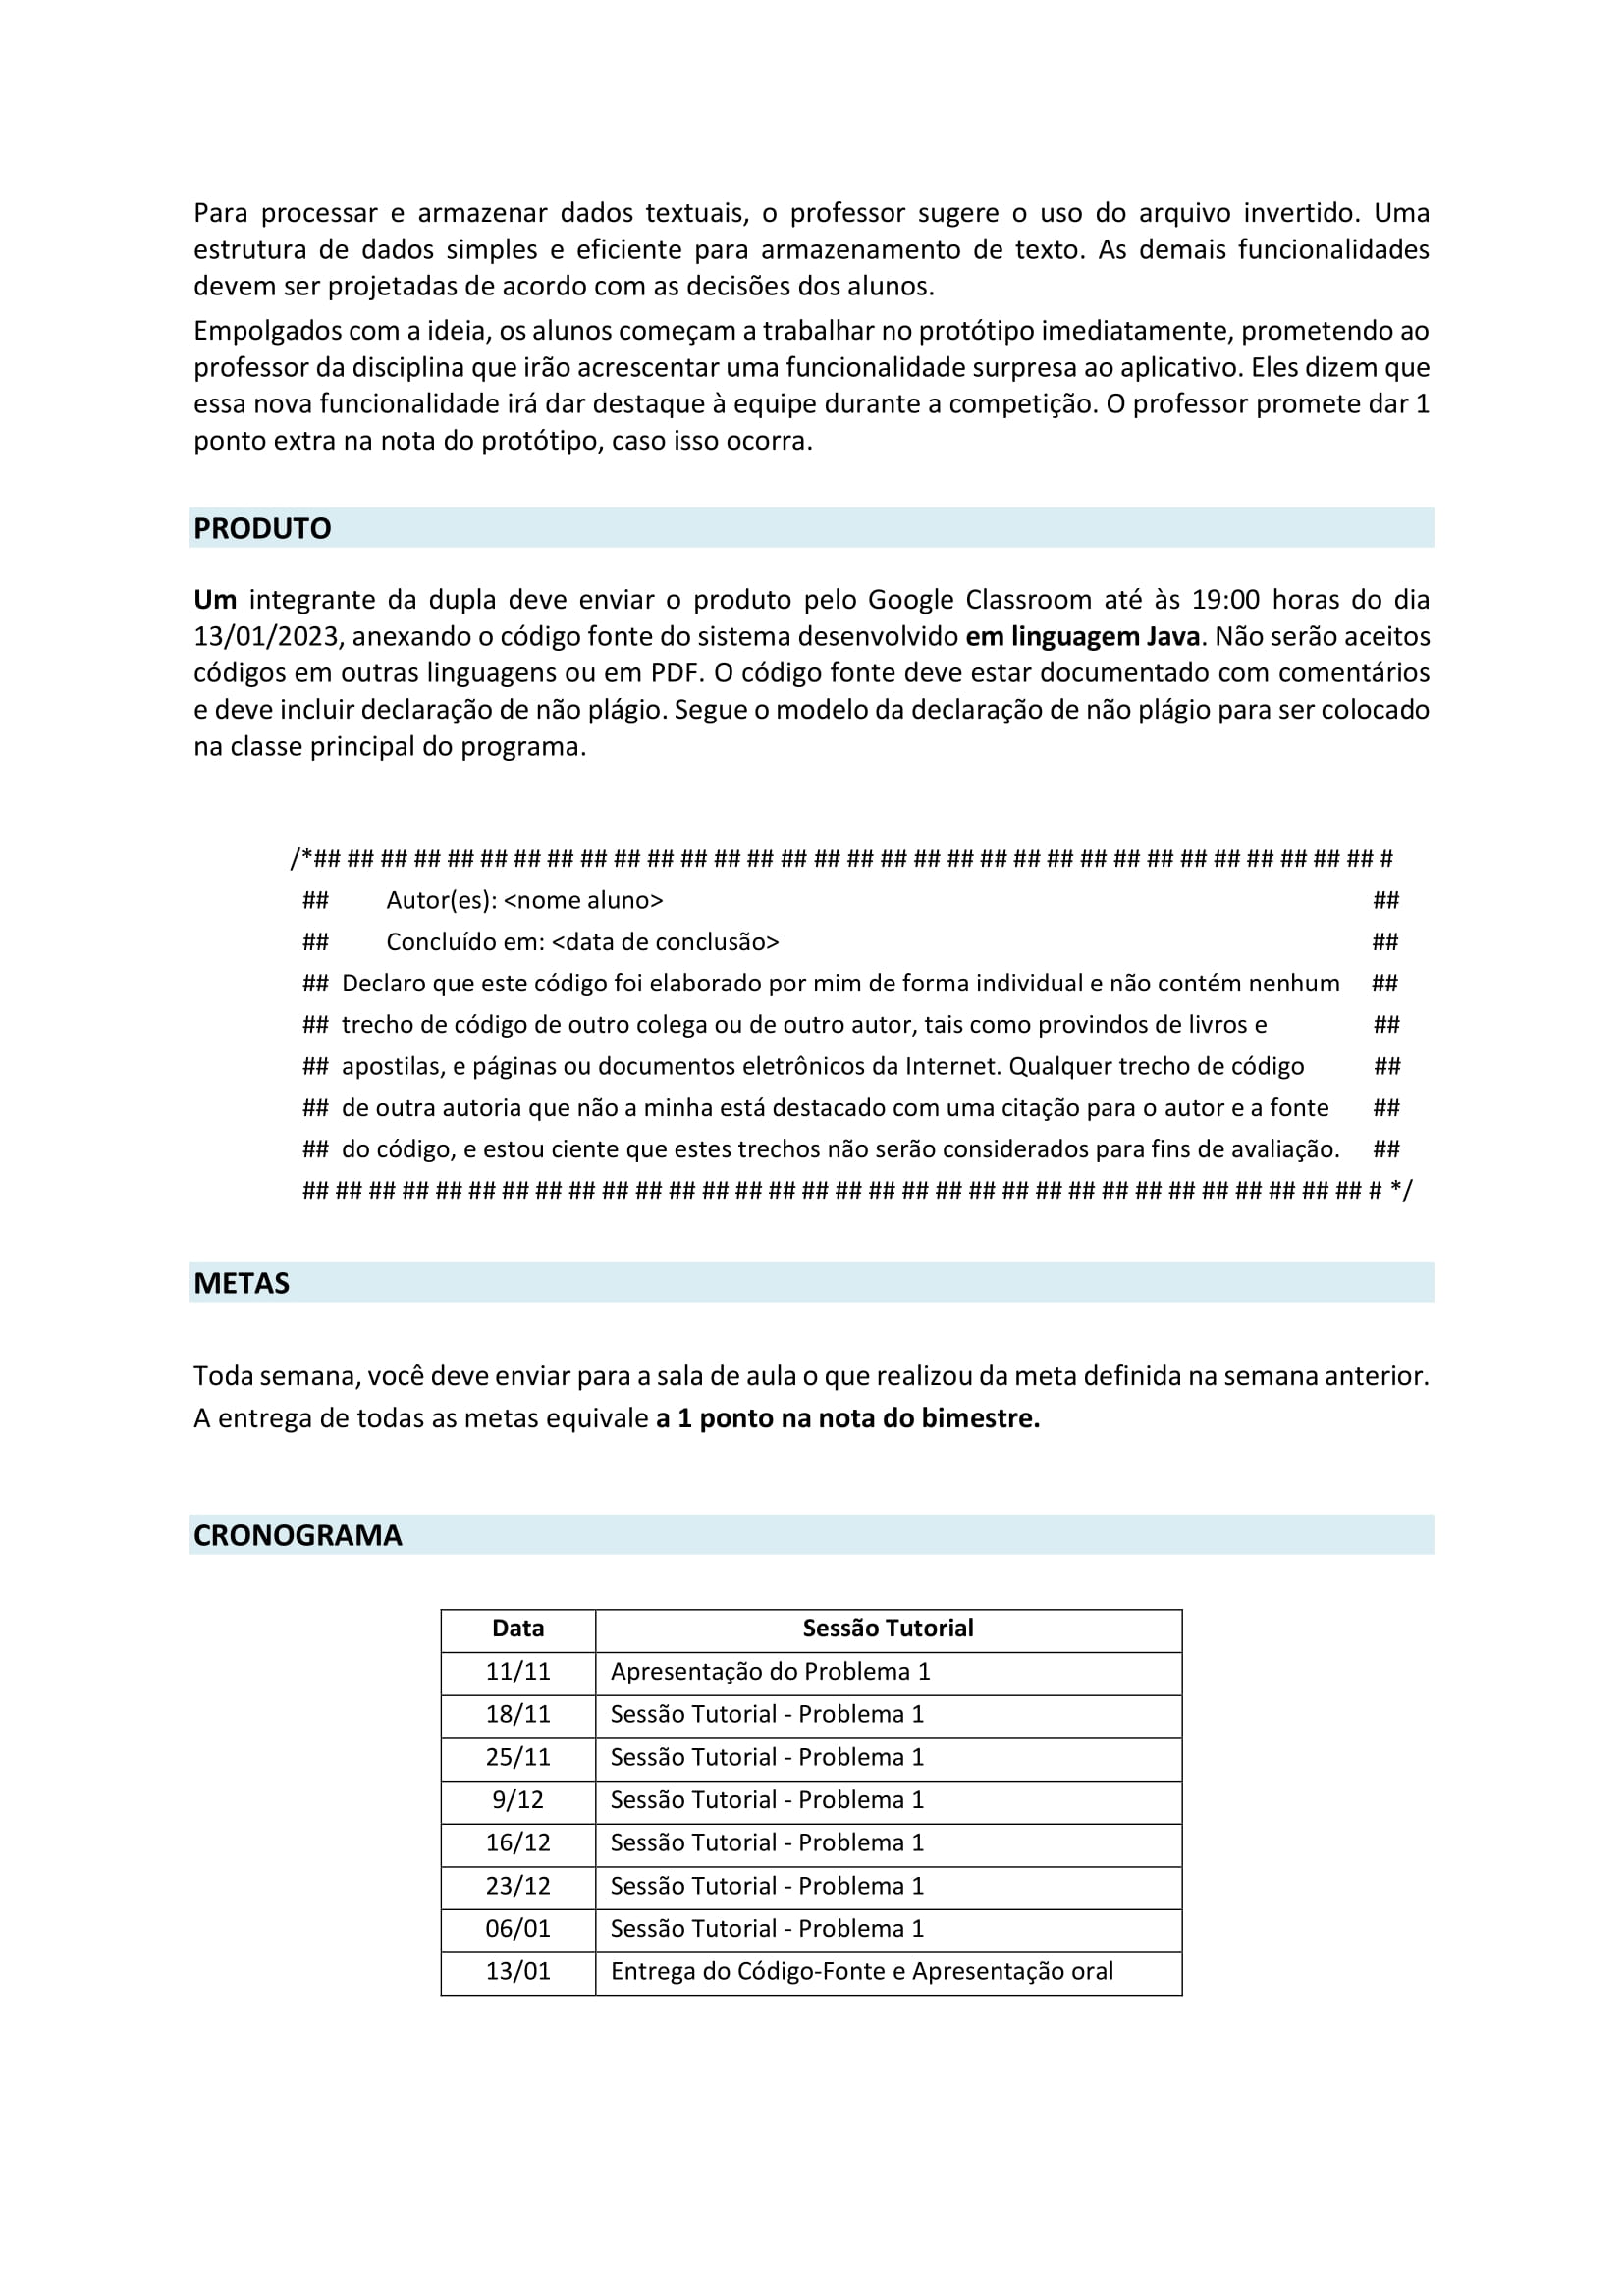 Para processar e armazenar dados textuais, o professor sugere o uso do arquivo invertido. Uma
estrutura de dados simples e eficiente para armazenamento de texto. As demais funcionalidades
devem ser projetadas de acordo com as decisões dos alunos.
Empolgados com a ideia, os alunos começam a trabalhar no protótipo imediatamente, prometendo ao
professor da disciplina que irão acrescentar uma funcionalidade surpresa ao aplicativo. Eles dizem que
essa nova funcionalidade irá dar destaque à equipe durante a competição. O professor promete dar 1
ponto extra na nota do protótipo, caso isso ocorra.
PRODUTO
Um integrante da dupla deve enviar o produto pelo Google Classroom até às 19:00 horas do dia
13/01/2023, anexando o código fonte do sistema desenvolvido em linguagem Java. Não serão aceitos
códigos em outras linguagens ou em PDF. O código fonte deve estar documentado com comentários
e deve incluir declaração de não plágio. Segue o modelo da declaração de não plágio para ser colocado
na classe principal do programa.
/*## ## ## ## ## ## ## ## ## ## ## ## ## ## ## ## ## ## ## ## ## ## ## ## ## ## ## ## ## ## ## ## #
## Autor(es): <nome aluno> ##
## Concluído em: <data de conclusão> ##
## Declaro que este código foi elaborado por mim de forma individual e não contém nenhum ##
## trecho de código de outro colega ou de outro autor, tais como provindos de livros e ##
## apostilas, e páginas ou documentos eletrônicos da Internet. Qualquer trecho de código ##
## de outra autoria que não a minha está destacado com uma citação para o autor e a fonte ##
## do código, e estou ciente que estes trechos não serão considerados para fins de avaliação. ##
## ## ## ## ## ## ## ## ## ## ## ## ## ## ## ## ## ## ## ## ## ## ## ## ## ## ## ## ## ## ## ## # */
METAS
Toda semana, você deve enviar para a sala de aula o que realizou da meta definida na semana anterior.
A entrega de todas as metas equivale a 1 ponto na nota do bimestre.
CRONOGRAMA
Data Sessão Tutorial
11/11 Apresentação do Problema 1
18/11 Sessão Tutorial - Problema 1
25/11 Sessão Tutorial - Problema 1
9/12 Sessão Tutorial - Problema 1
16/12 Sessão Tutorial - Problema 1
23/12 Sessão Tutorial - Problema 1
06/01 Sessão Tutorial - Problema 1
13/01 Entrega do Código-Fonte e Apresentação oral